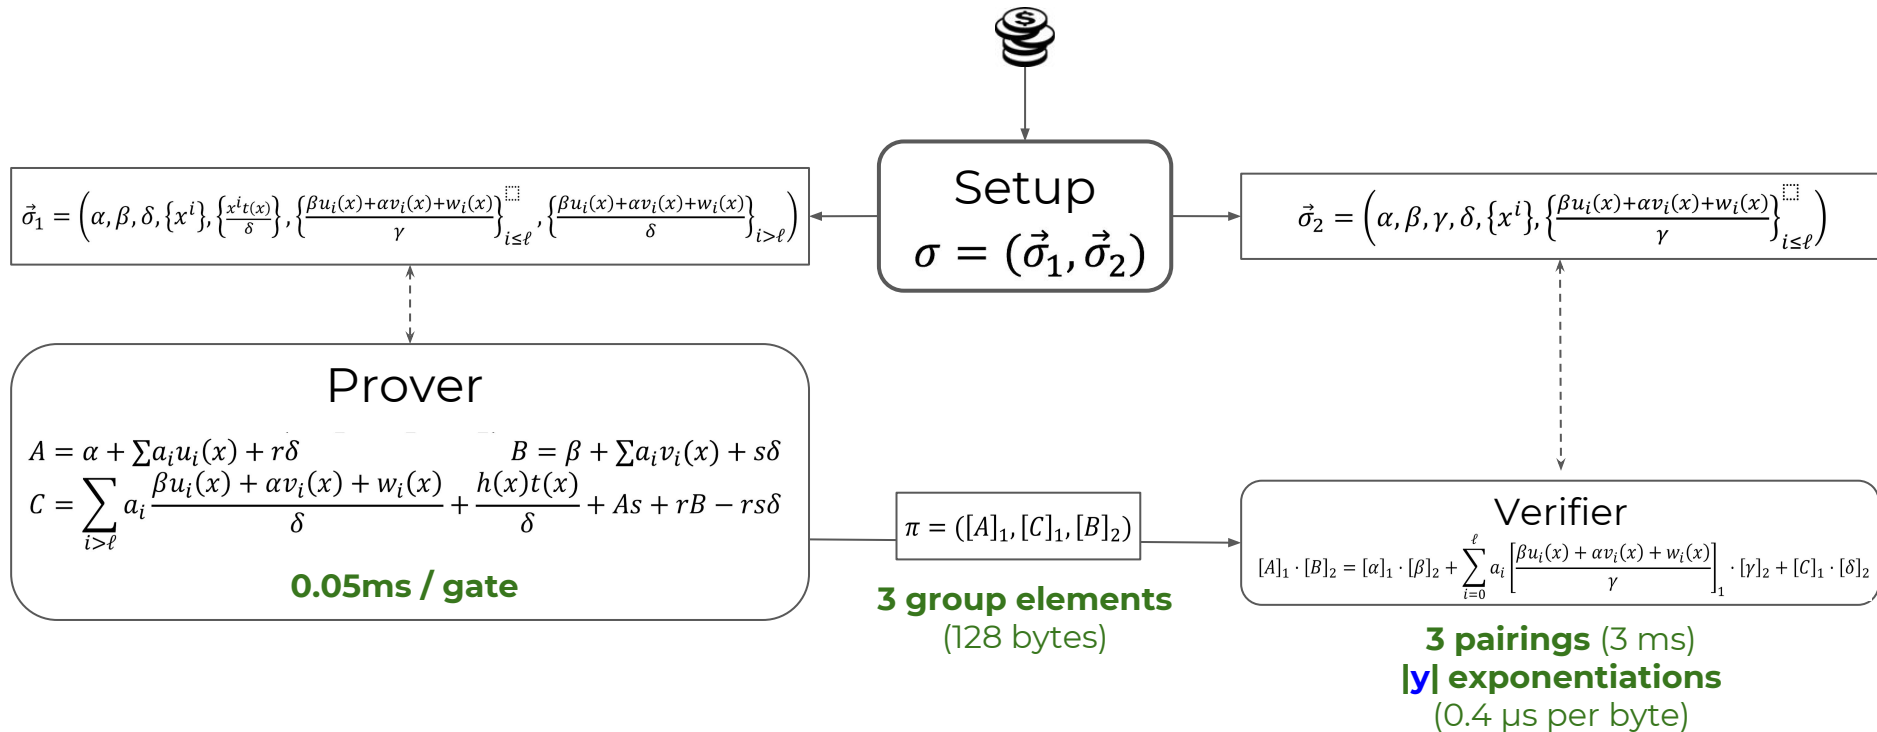 $
Setup
σ = (σ⃗₁, σ⃗₂)
σ⃗₁ = (α, β, δ, {xⁱ}, {xⁱt(x)/δ}, {(βuᵢ(x)+αvᵢ(x)+wᵢ(x))/γ}_{i≤ℓ}, {(βuᵢ(x)+αvᵢ(x)+wᵢ(x))/δ}_{i>ℓ})
σ⃗₂ = (α, β, γ, δ, {xⁱ}, {(βuᵢ(x)+αvᵢ(x)+wᵢ(x))/γ}_{i≤ℓ})
Prover
A = α + ∑aᵢuᵢ(x) + rδ
B = β + ∑aᵢvᵢ(x) + sδ
C = ∑_{i>ℓ} aᵢ (βuᵢ(x) + αvᵢ(x) + wᵢ(x))/δ + h(x)t(x)/δ + As + rB − rsδ
0.05ms / gate
π = ([A]₁, [C]₁, [B]₂)
3 group elements
(128 bytes)
Verifier
[A]₁ · [B]₂ = [α]₁ · [β]₂ + ∑_{i=0}^{ℓ} aᵢ [(βuᵢ(x) + αvᵢ(x) + wᵢ(x))/γ]₁ · [γ]₂ + [C]₁ · [δ]₂
3 pairings (3 ms)
|y| exponentiations
(0.4 µs per byte)